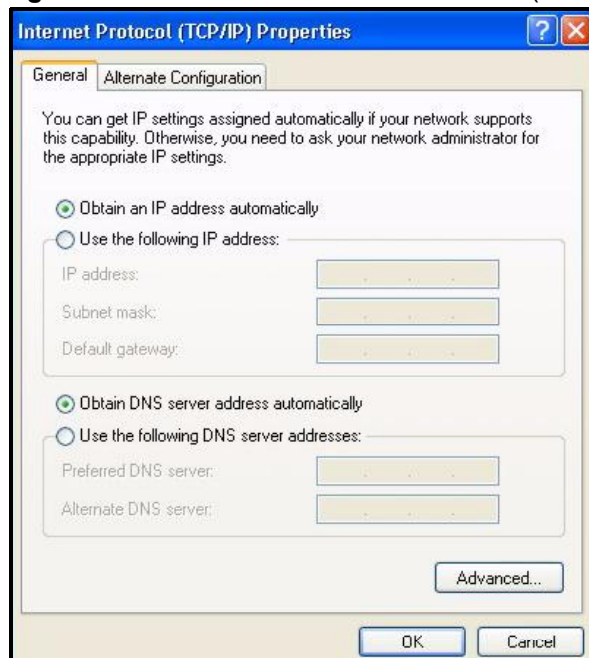 Internet Protocol (TCP/IP) Properties
General
Alternate Configuration
You can get IP settings assigned automatically if your network supports
this capability. Otherwise, you need to ask your network administrator for
the appropriate IP settings.
Obtain an IP address automatically
Use the following IP address:
IP address:
Subnet mask:
Default gateway:
Obtain DNS server address automatically
Use the following DNS server addresses:
Preferred DNS server:
Alternate DNS server:
Advanced...
OK
Cancel